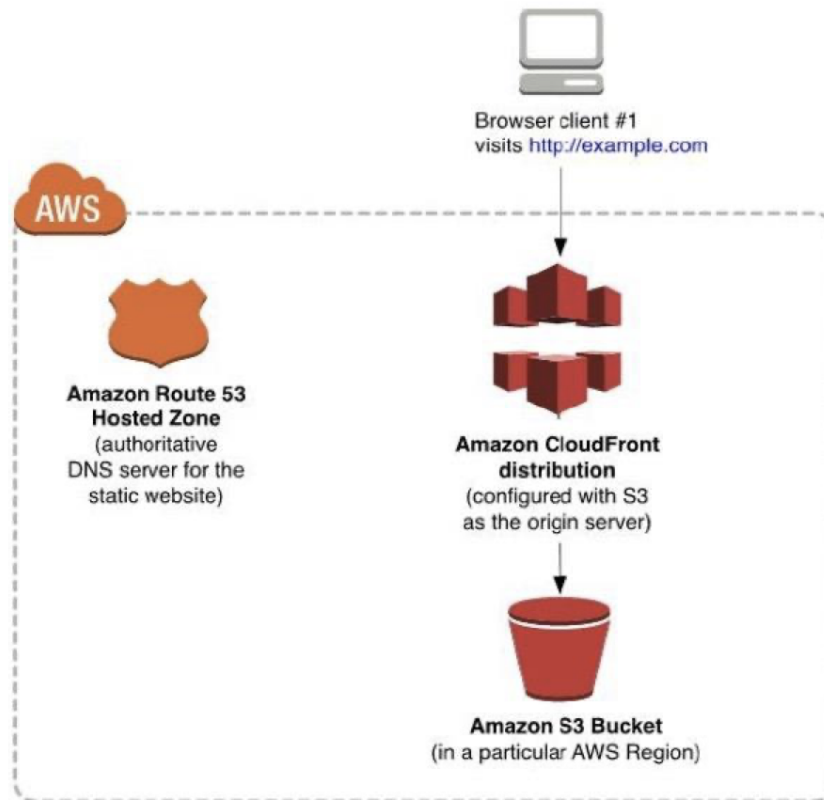 Browser client #1
visits http://example.com
AWS
Amazon Route 53
Hosted Zone
(authoritative
DNS server for the
static website)
Amazon CloudFront
distribution
(configured with S3
as the origin server)
Amazon S3 Bucket
(in a particular AWS Region)